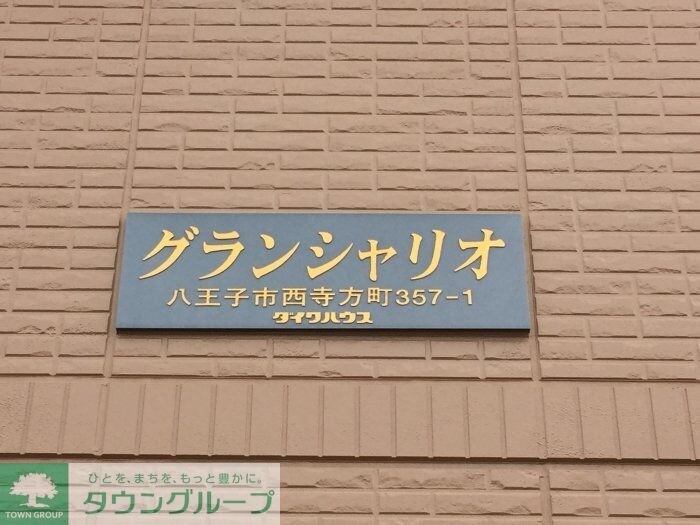 グランシャリオ
八王子市西寺方町357-1
ダイワハウス
ひとを、まちを、もっと豊かに。
タウングループ
TOWN GROUP